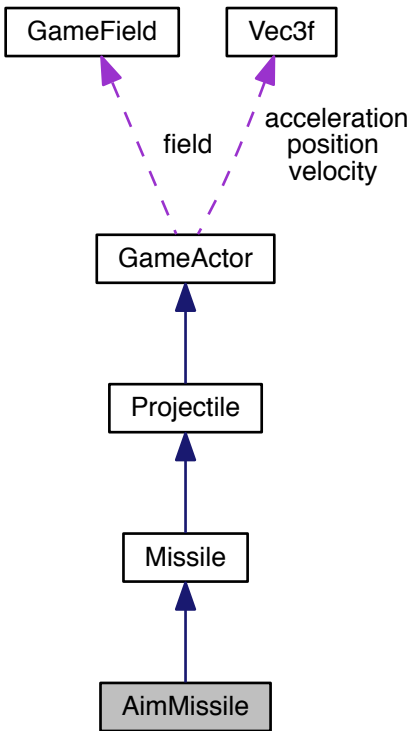 GameField
Vec3f
field
acceleration
position
velocity
GameActor
Projectile
Missile
AimMissile